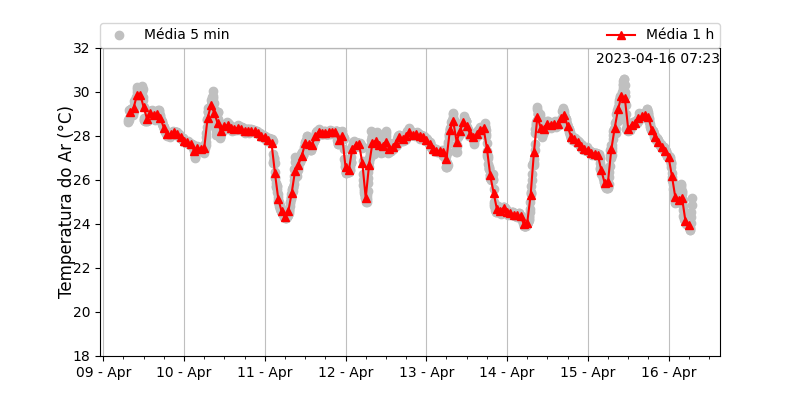 Média 5 min
Média 1 h
2023-04-16 07:23
Temperatura do Ar (°C)
32
30
28
26
24
22
20
18
09 - Apr
10 - Apr
11 - Apr
12 - Apr
13 - Apr
14 - Apr
15 - Apr
16 - Apr